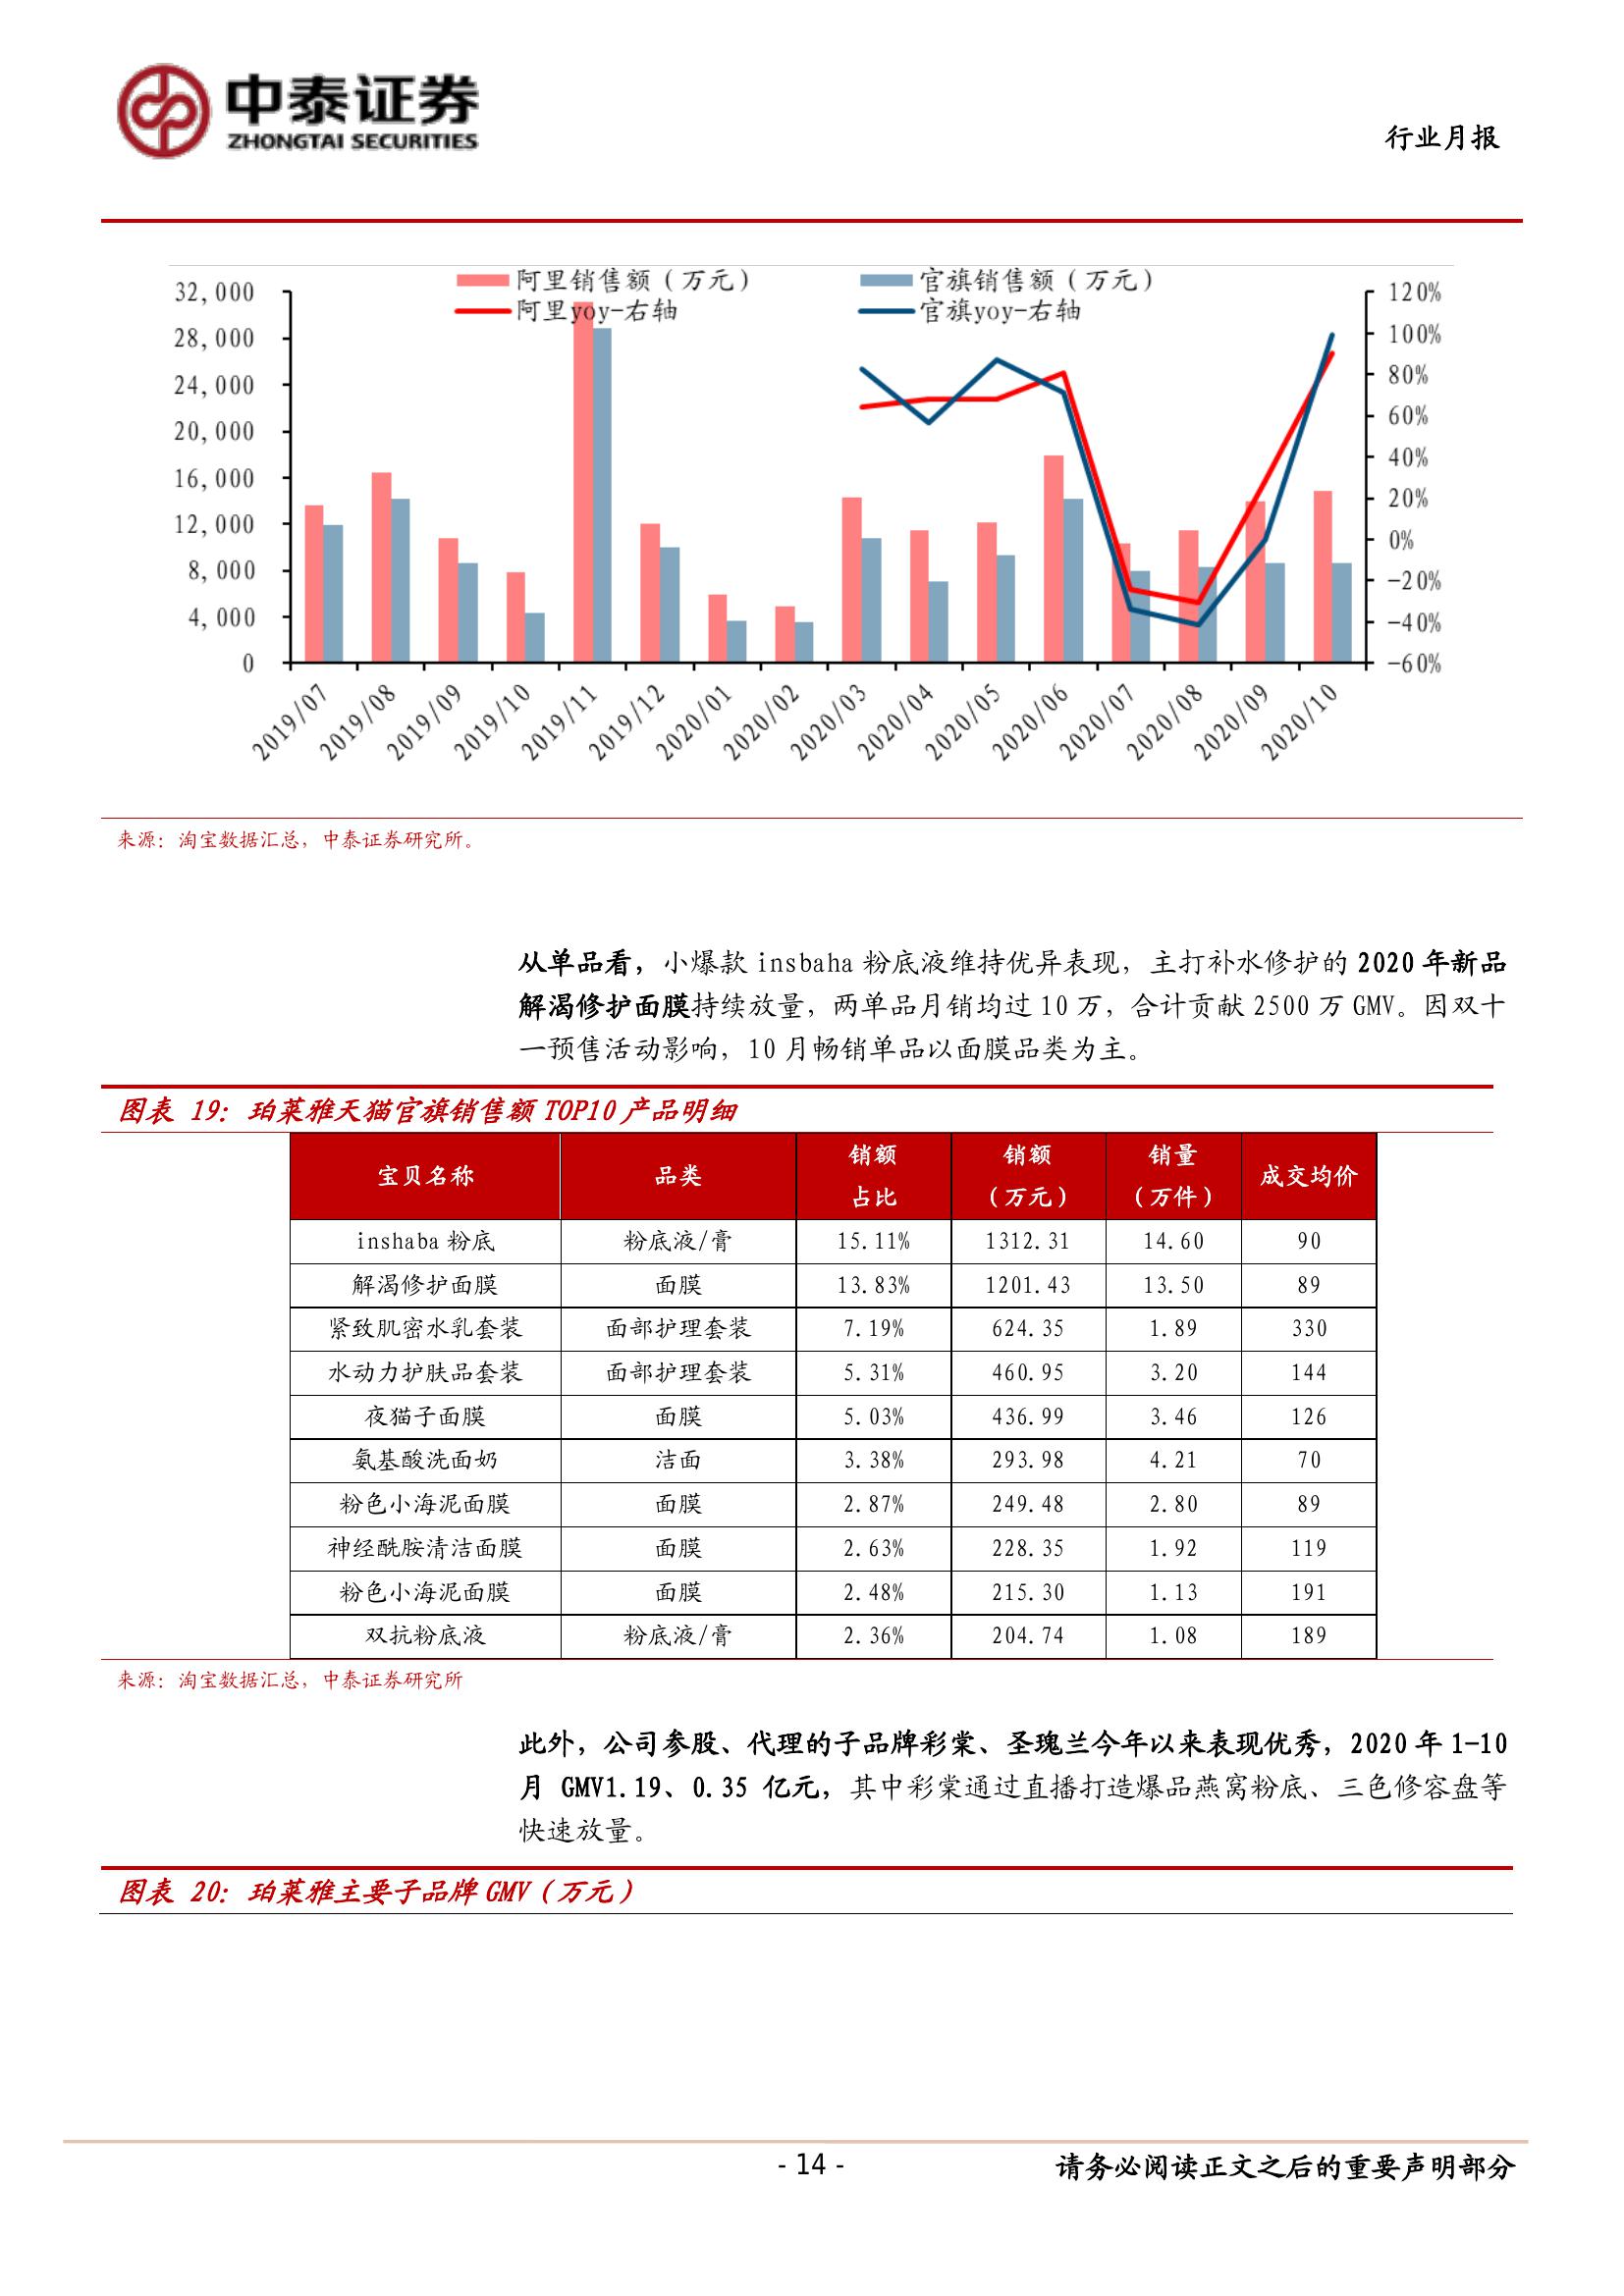 中泰证券
ZHONGTAI SECURITIES
行业月报
阿里销售额（万元） 官旗销售额（万元）
阿里yoy-右轴 官旗yoy-右轴
32,000
28,000
24,000
20,000
16,000
12,000
8,000
4,000
0
120%
100%
80%
60%
40%
20%
0%
-20%
-40%
-60%
2019/07 2019/08 2019/09 2019/10 2019/11 2019/12 2020/01 2020/02 2020/03 2020/04 2020/05 2020/06 2020/07 2020/08 2020/09 2020/10
来源：淘宝数据汇总，中泰证券研究所。
从单品看，小爆款 insbaha 粉底液维持优异表现，主打补水修护的 2020 年新品
解渴修护面膜持续放量，两单品月销均过 10 万，合计贡献 2500 万 GMV。因双十
一预售活动影响，10 月畅销单品以面膜品类为主。
图表 19：珀莱雅天猫官旗销售额 TOP10 产品明细
宝贝名称 品类 销额占比 销额（万元） 销量（万件） 成交均价
inshaba 粉底 粉底液/膏 15.11% 1312.31 14.60 90
解渴修护面膜 面膜 13.83% 1201.43 13.50 89
紧致肌密水乳套装 面部护理套装 7.19% 624.35 1.89 330
水动力护肤品套装 面部护理套装 5.31% 460.95 3.20 144
夜猫子面膜 面膜 5.03% 436.99 3.46 126
氨基酸洗面奶 洁面 3.38% 293.98 4.21 70
粉色小海泥面膜 面膜 2.87% 249.48 2.80 89
神经酰胺清洁面膜 面膜 2.63% 228.35 1.92 119
粉色小海泥面膜 面膜 2.48% 215.30 1.13 191
双抗粉底液 粉底液/膏 2.36% 204.74 1.08 189
来源：淘宝数据汇总，中泰证券研究所
此外，公司参股、代理的子品牌彩棠、圣瑰兰今年以来表现优秀，2020 年 1-10
月 GMV1.19、0.35 亿元，其中彩棠通过直播打造爆品燕窝粉底、三色修容盘等
快速放量。
图表 20：珀莱雅主要子品牌 GMV（万元）
- 14 -
请务必阅读正文之后的重要声明部分